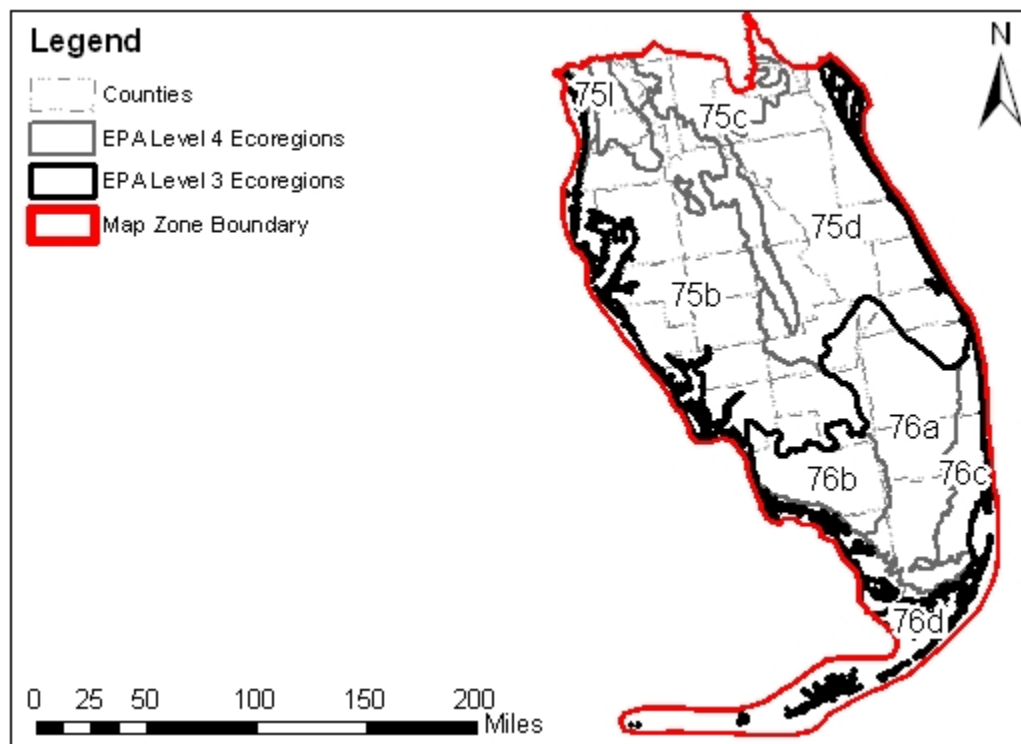 Legend
Counties
EPA Level 4 Ecoregions
EPA Level 3 Ecoregions
Map Zone Boundary
N
75l
75c
75d
75b
76a
76b
76c
76d
0 25 50 100 150 200
Miles